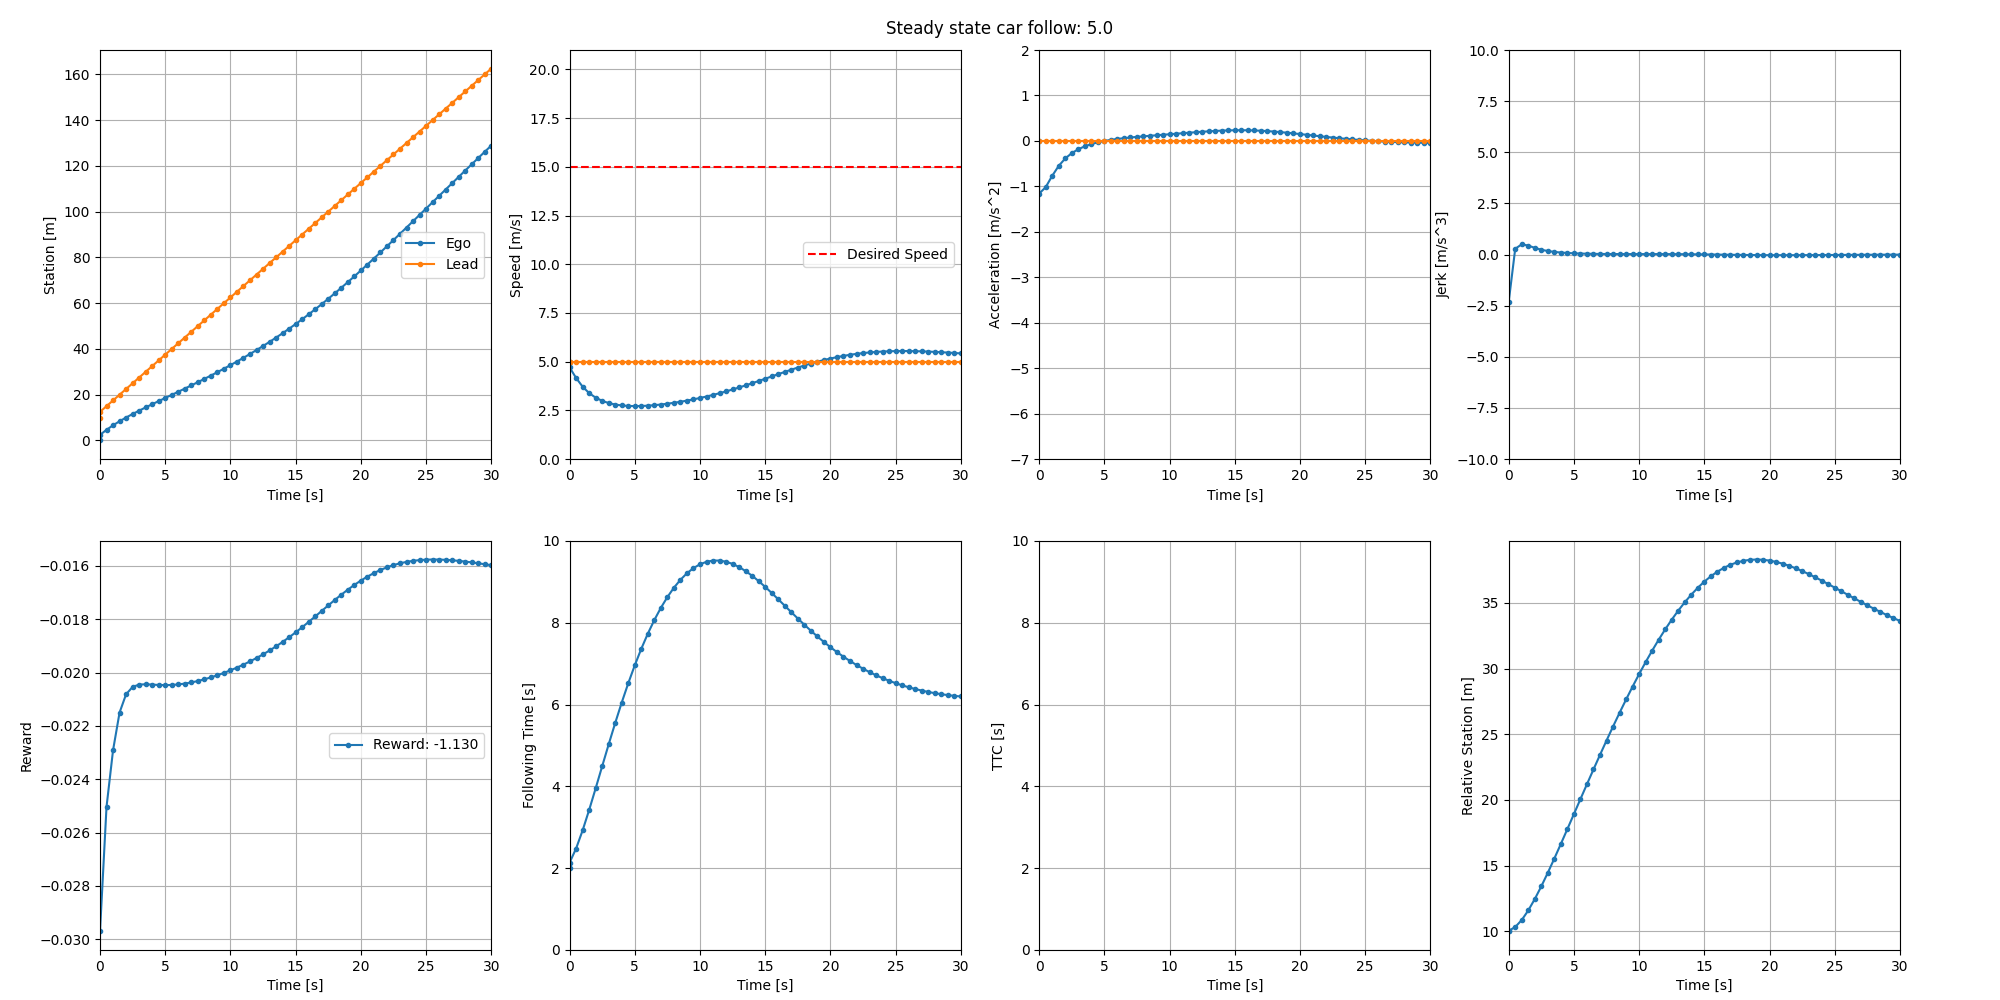 Steady state car follow: 5.0
160
140
120
100
80
60
40
20
0
Station [m]
Ego
Lead
0 5 10 15 20 25 30
Time [s]
20.0
17.5
15.0
12.5
10.0
7.5
5.0
2.5
0.0
Speed [m/s]
Desired Speed
0 5 10 15 20 25 30
Time [s]
2
1
0
−1
−2
−3
−4
−5
−6
−7
Acceleration [m/s^2]
0 5 10 15 20 25 30
Time [s]
10.0
7.5
5.0
2.5
0.0
−2.5
−5.0
−7.5
−10.0
Jerk [m/s^3]
0 5 10 15 20 25 30
Time [s]
−0.016
−0.018
−0.020
−0.022
−0.024
−0.026
−0.028
−0.030
Reward
Reward: -1.130
0 5 10 15 20 25 30
Time [s]
10
8
6
4
2
0
Following Time [s]
0 5 10 15 20 25 30
Time [s]
10
8
6
4
2
0
TTC [s]
0 5 10 15 20 25 30
Time [s]
35
30
25
20
15
10
Relative Station [m]
0 5 10 15 20 25 30
Time [s]